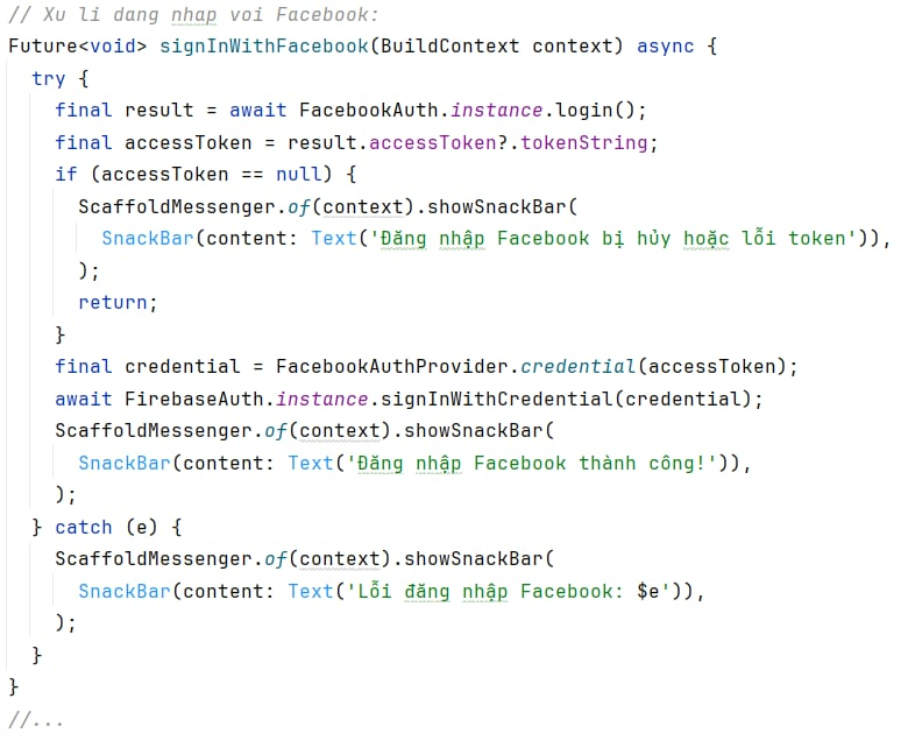 // Xu li dang nhap voi Facebook:
Future<void> signInWithFacebook(BuildContext context) async {
  try {
    final result = await FacebookAuth.instance.login();
    final accessToken = result.accessToken?.tokenString;
    if (accessToken == null) {
      ScaffoldMessenger.of(context).showSnackBar(
        SnackBar(content: Text('Đăng nhập Facebook bị hủy hoặc lỗi token')),
      );
      return;
    }
    final credential = FacebookAuthProvider.credential(accessToken);
    await FirebaseAuth.instance.signInWithCredential(credential);
    ScaffoldMessenger.of(context).showSnackBar(
      SnackBar(content: Text('Đăng nhập Facebook thành công!')),
    );
  } catch (e) {
    ScaffoldMessenger.of(context).showSnackBar(
      SnackBar(content: Text('Lỗi đăng nhập Facebook: $e')),
    );
  }
}
//...